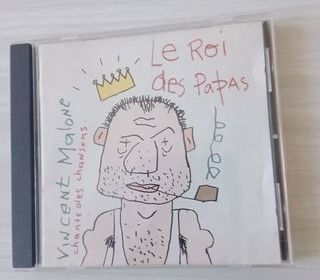 Le Roi
des Papas
Vincent Malone
chante des chansons